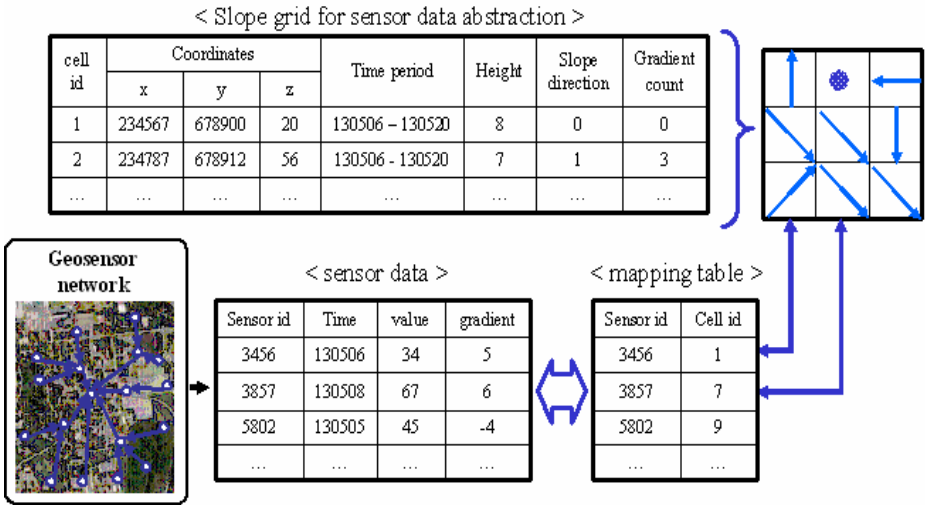 < Slope grid for sensor data abstraction >
cell id Coordinates Time period Height Slope direction Gradient count
x y z
1 234567 678900 20 130506 – 130520 8 0 0
2 234787 678912 56 130506 - 130520 7 1 3
... ... ... ... ... ... ... ...
Geosensor network
< sensor data >
Sensor id Time value gradient
3456 130506 34 5
3857 130508 67 6
5802 130505 45 -4
... ... ... ...
< mapping table >
Sensor id Cell id
3456 1
3857 7
5802 9
... ...